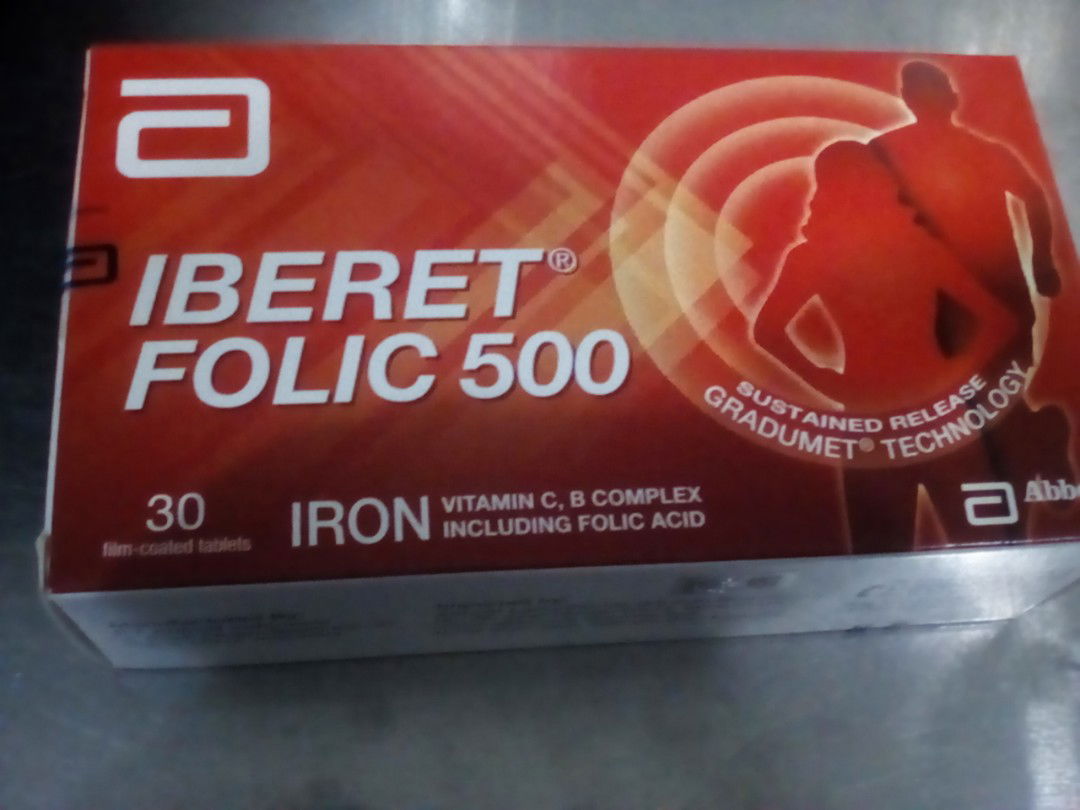 IBERET®
FOLIC 500
SUSTAINED RELEASE
GRADUMET® TECHNOLOGY
30
film-coated tablets
IRON
VITAMIN C, B COMPLEX
INCLUDING FOLIC ACID